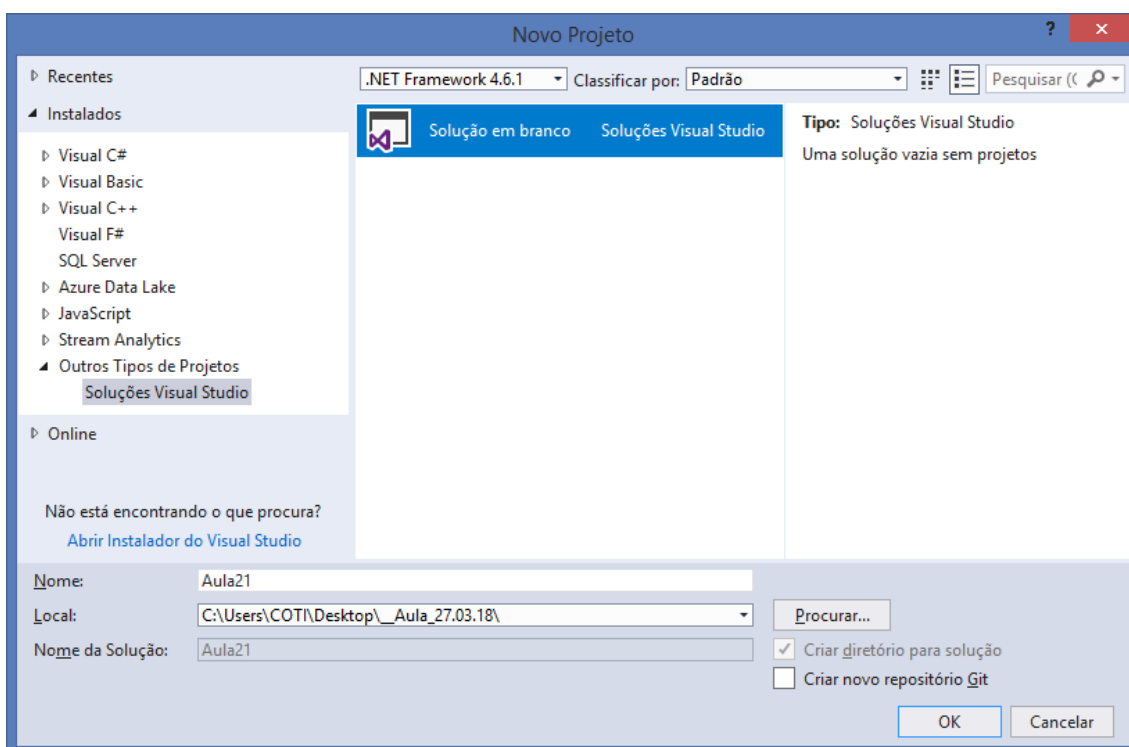 Novo Projeto
?
×
Recentes
Instalados
Visual C#
Visual Basic
Visual C++
Visual F#
SQL Server
Azure Data Lake
JavaScript
Stream Analytics
Outros Tipos de Projetos
Soluções Visual Studio
Online
Não está encontrando o que procura?
Abrir Instalador do Visual Studio
.NET Framework 4.6.1 Classificar por: Padrão
Pesquisar ((
Solução em branco Soluções Visual Studio
Tipo: Soluções Visual Studio
Uma solução vazia sem projetos
Nome: Aula21
Local: C:\Users\COTI\Desktop\__Aula_27.03.18\ Procurar...
Nome da Solução: Aula21
Criar diretório para solução
Criar novo repositório Git
OK Cancelar